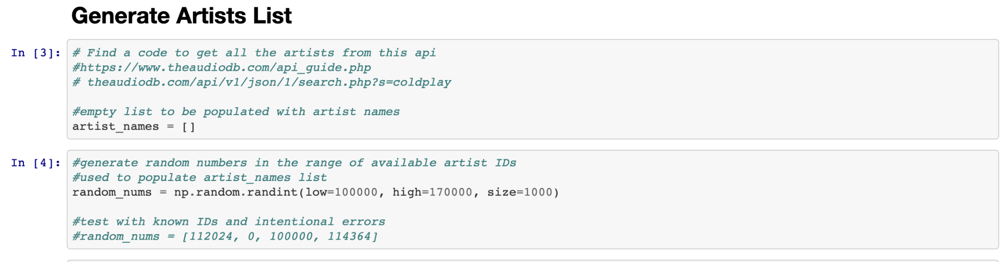 Generate Artists List
In [3]:
# Find a code to get all the artists from this api
#https://www.theaudiodb.com/api_guide.php
# theaudiodb.com/api/v1/json/1/search.php?s=coldplay
#empty list to be populated with artist names
artist_names = []
In [4]:
#generate random numbers in the range of available artist IDs
#used to populate artist_names list
random_nums = np.random.randint(low=100000, high=170000, size=1000)
#test with known IDs and intentional errors
#random_nums = [112024, 0, 100000, 114364]